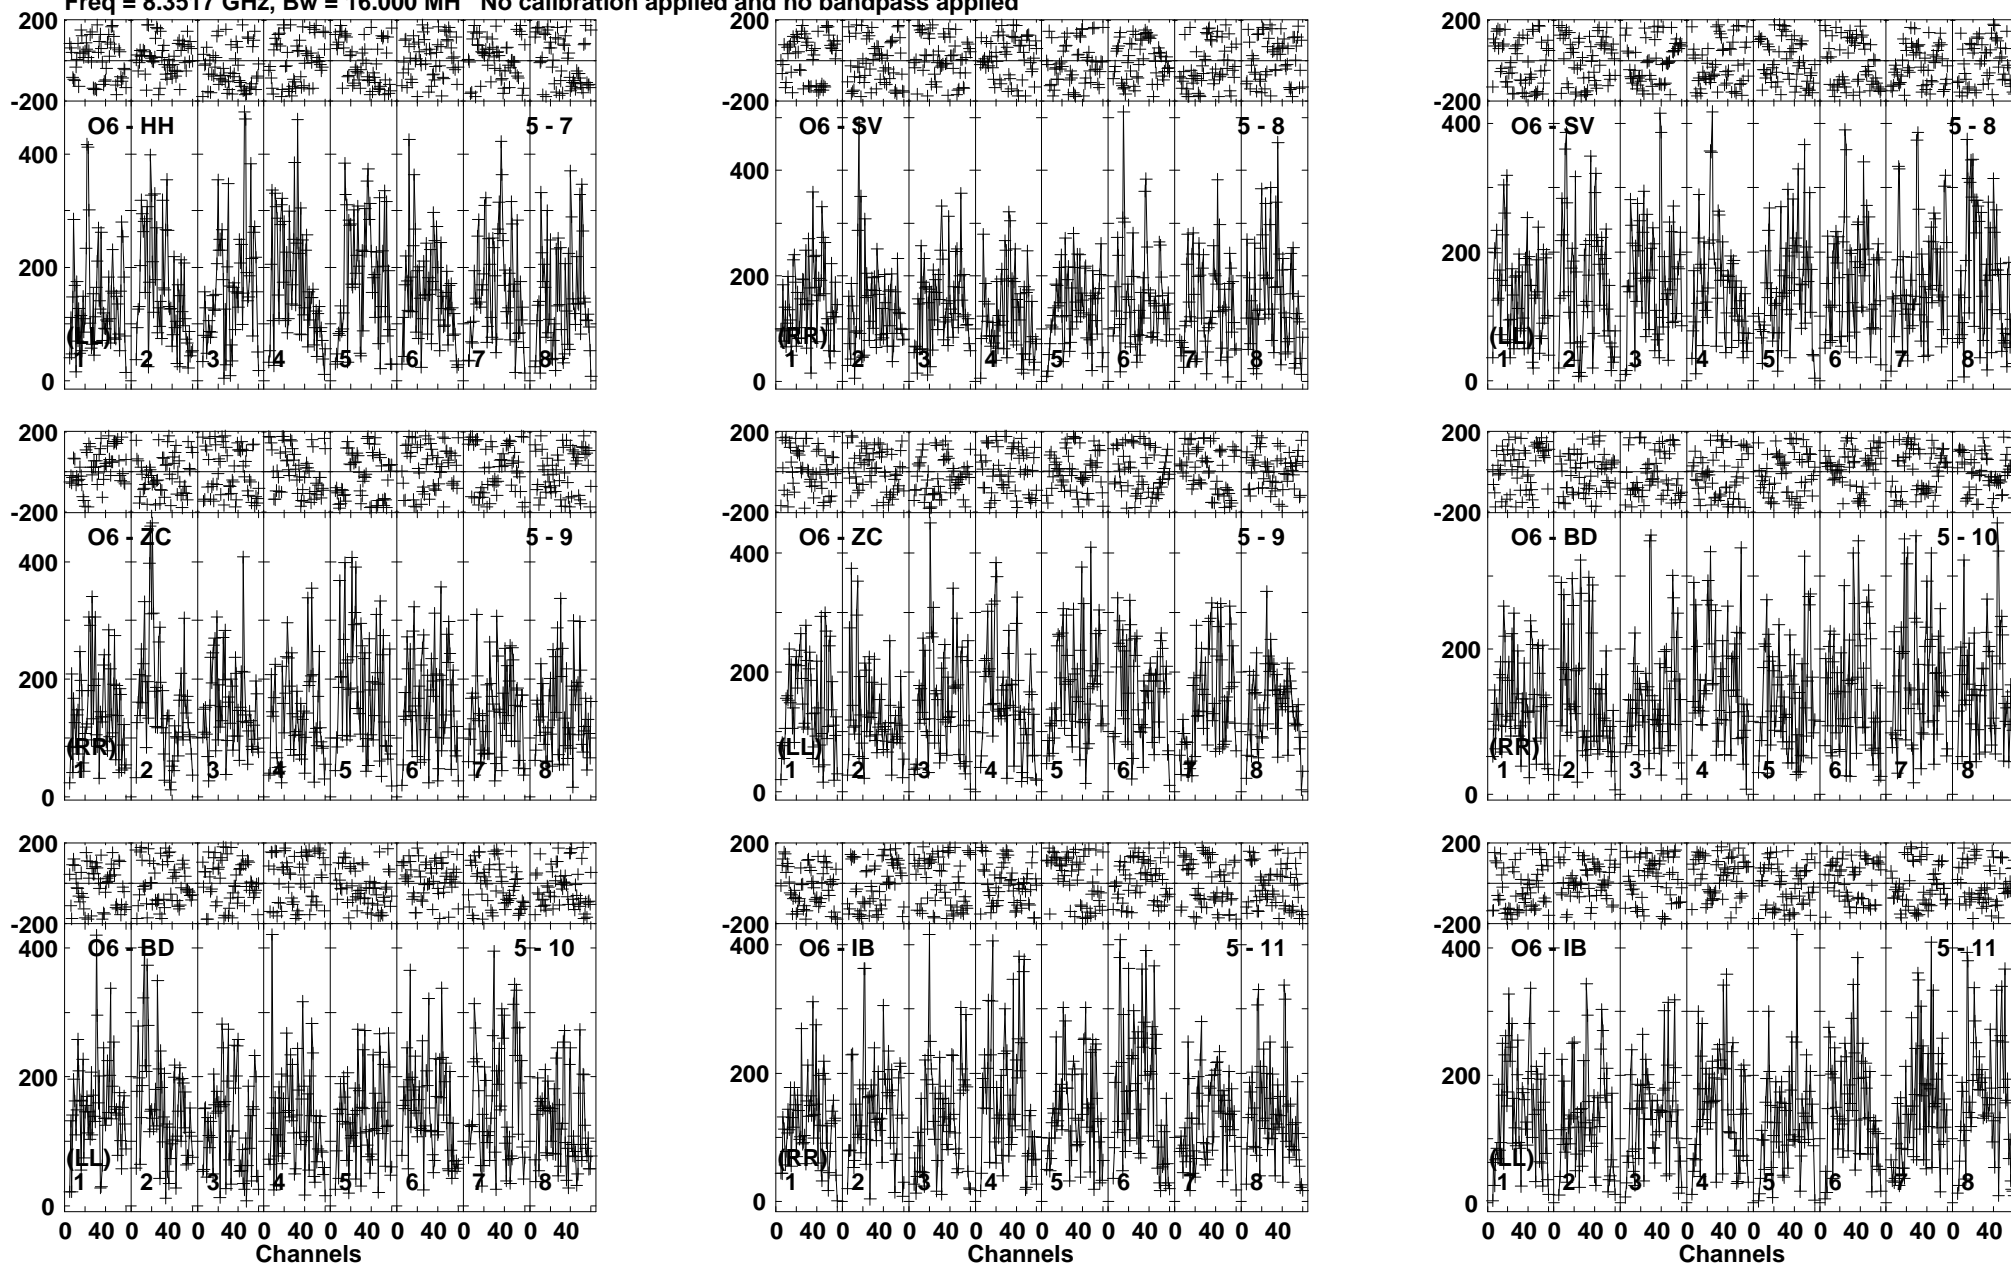 Freq = 8.3517 GHz, Bw = 16.000 MH No calibration applied and no bandpass applied
200 200 200
-200 -200 -200
O6 - HH 5 - 7 O6 - SV 5 - 8 O6 - SV 5 - 8
400 400 400
200 200 200
(LL) (RR) (LL)
1 2 3 4 5 6 7 8 1 2 3 4 5 6 7 8 1 2 3 4 5 6 7 8
0 0 0
200 200 200
-200 -200 -200
O6 - ZC 5 - 9 O6 - ZC 5 - 9 O6 - BD 5 - 10
400 400
200 200 200
(RR) (LL) (RR)
1 2 3 4 5 6 7 8 1 2 3 4 5 6 7 8 1 2 3 4 5 6 7 8
0 0 0
200 200 200
-200 -200 -200
O6 - BD 5 - 10 O6 - IB 5 - 11 O6 - IB 5 - 11
400 400 400
200 200 200
(LL) (RR) (LL)
1 2 3 4 5 6 7 8 1 2 3 4 5 6 7 8 1 2 3 4 5 6 7 8
0 0 0
0 40 0 40 0 40 0 40 0 40 0 40 0 40 0 40 0 40 0 40 0 40 0 40 0 40 0 40 0 40 0 40 0 40 0 40 0 40 0 40 0 40 0 40 0 40 0 40
Channels Channels Channels